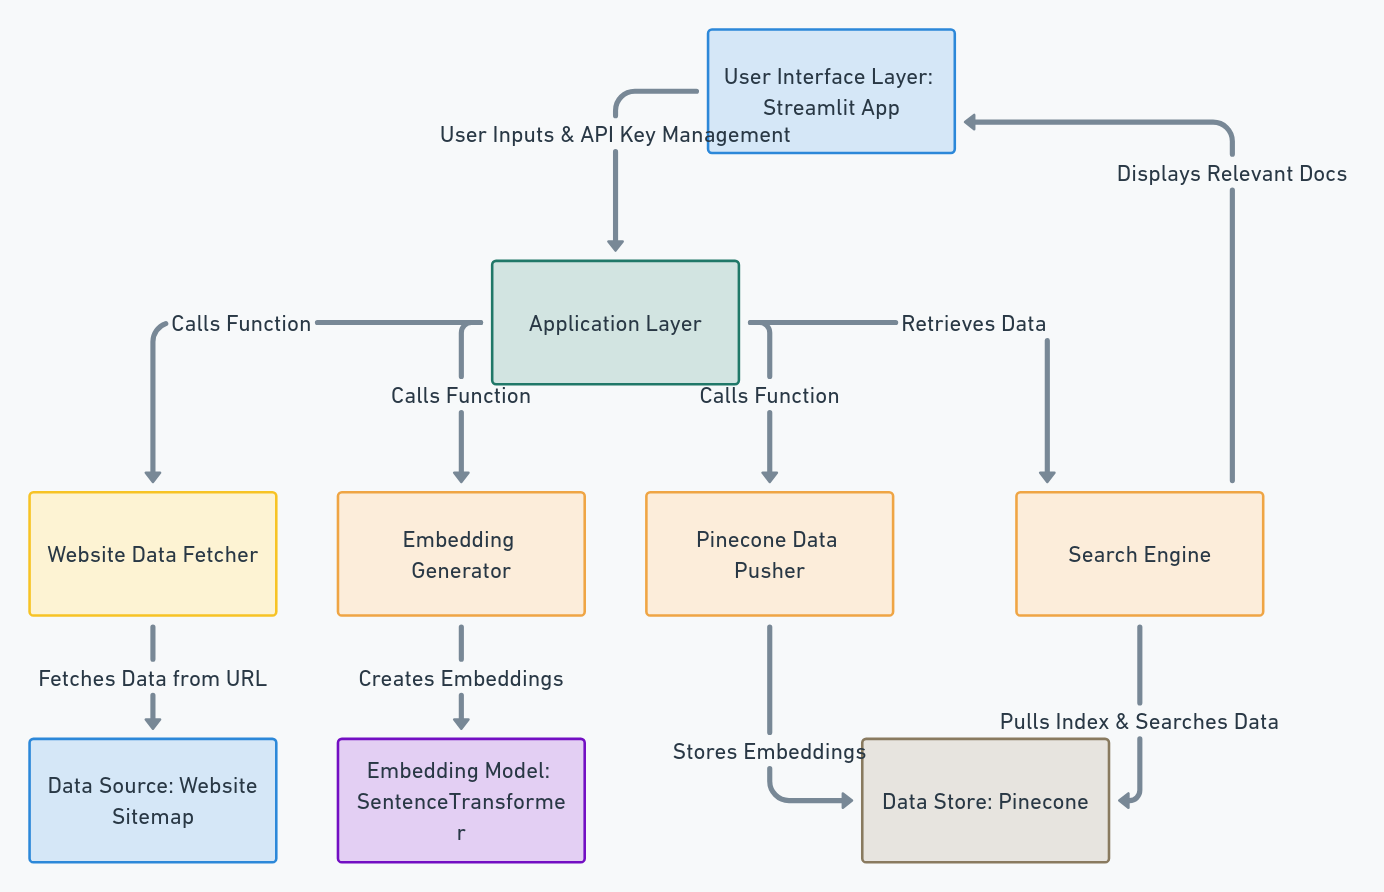 User Interface Layer:
Streamlit App
User Inputs & API Key Management
Displays Relevant Docs
Calls Function
Application Layer
Retrieves Data
Calls Function
Calls Function
Website Data Fetcher
Embedding
Generator
Pinecone Data
Pusher
Search Engine
Fetches Data from URL
Creates Embeddings
Stores Embeddings
Pulls Index & Searches Data
Data Source: Website
Sitemap
Embedding Model:
SentenceTransforme
r
Data Store: Pinecone